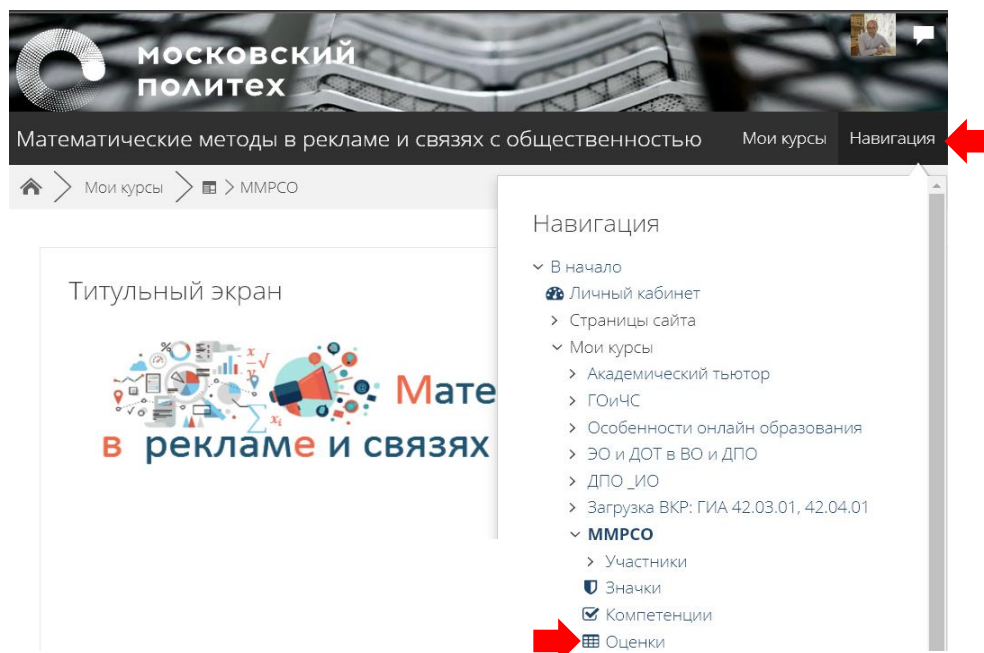 московский
политех
Математические методы в рекламе и связях с общественностью Мои курсы Навигация
Мои курсы > ММРСО
Навигация
В начало
Личный кабинет
Страницы сайта
Мои курсы
Академический тьютор
ГОиЧС
Особенности онлайн образования
ЭО и ДОТ в ВО и ДПО
ДПО _ИО
Загрузка ВКР: ГИА 42.03.01, 42.04.01
ММРСО
Участники
Значки
Компетенции
Оценки
Титульный экран
Мате
в рекламе и связях